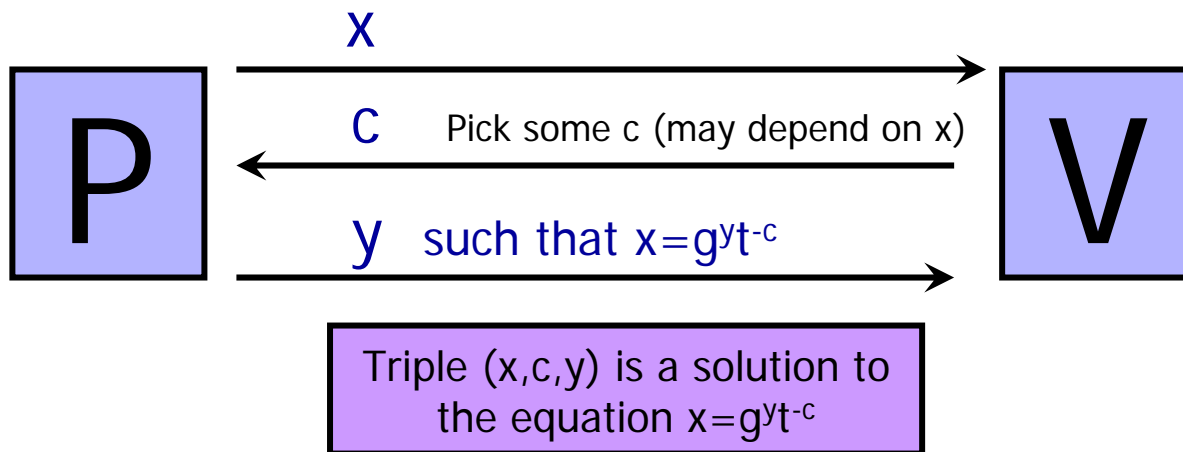 x
P
c Pick some c (may depend on x)
V
y such that x=gʸt⁻ᶜ
Triple (x,c,y) is a solution to
the equation x=gʸt⁻ᶜ